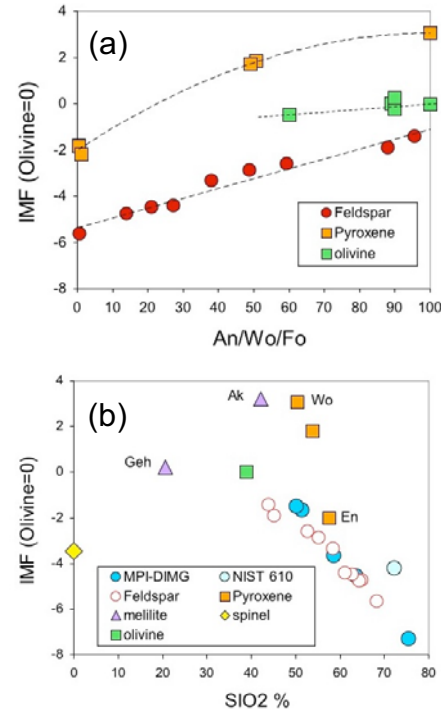 (a)
IMF (Olivine=0)
4
2
0
-2
-4
-6
-8
Feldspar
Pyroxene
olivine
0 10 20 30 40 50 60 70 80 90 100
An/Wo/Fo
(b)
IMF (Olivine=0)
4
2
0
-2
-4
-6
-8
Ak
Wo
Geh
En
MPI-DIMG NIST 610
Feldspar Pyroxene
melilite spinel
olivine
0 10 20 30 40 50 60 70 80
SIO2 %